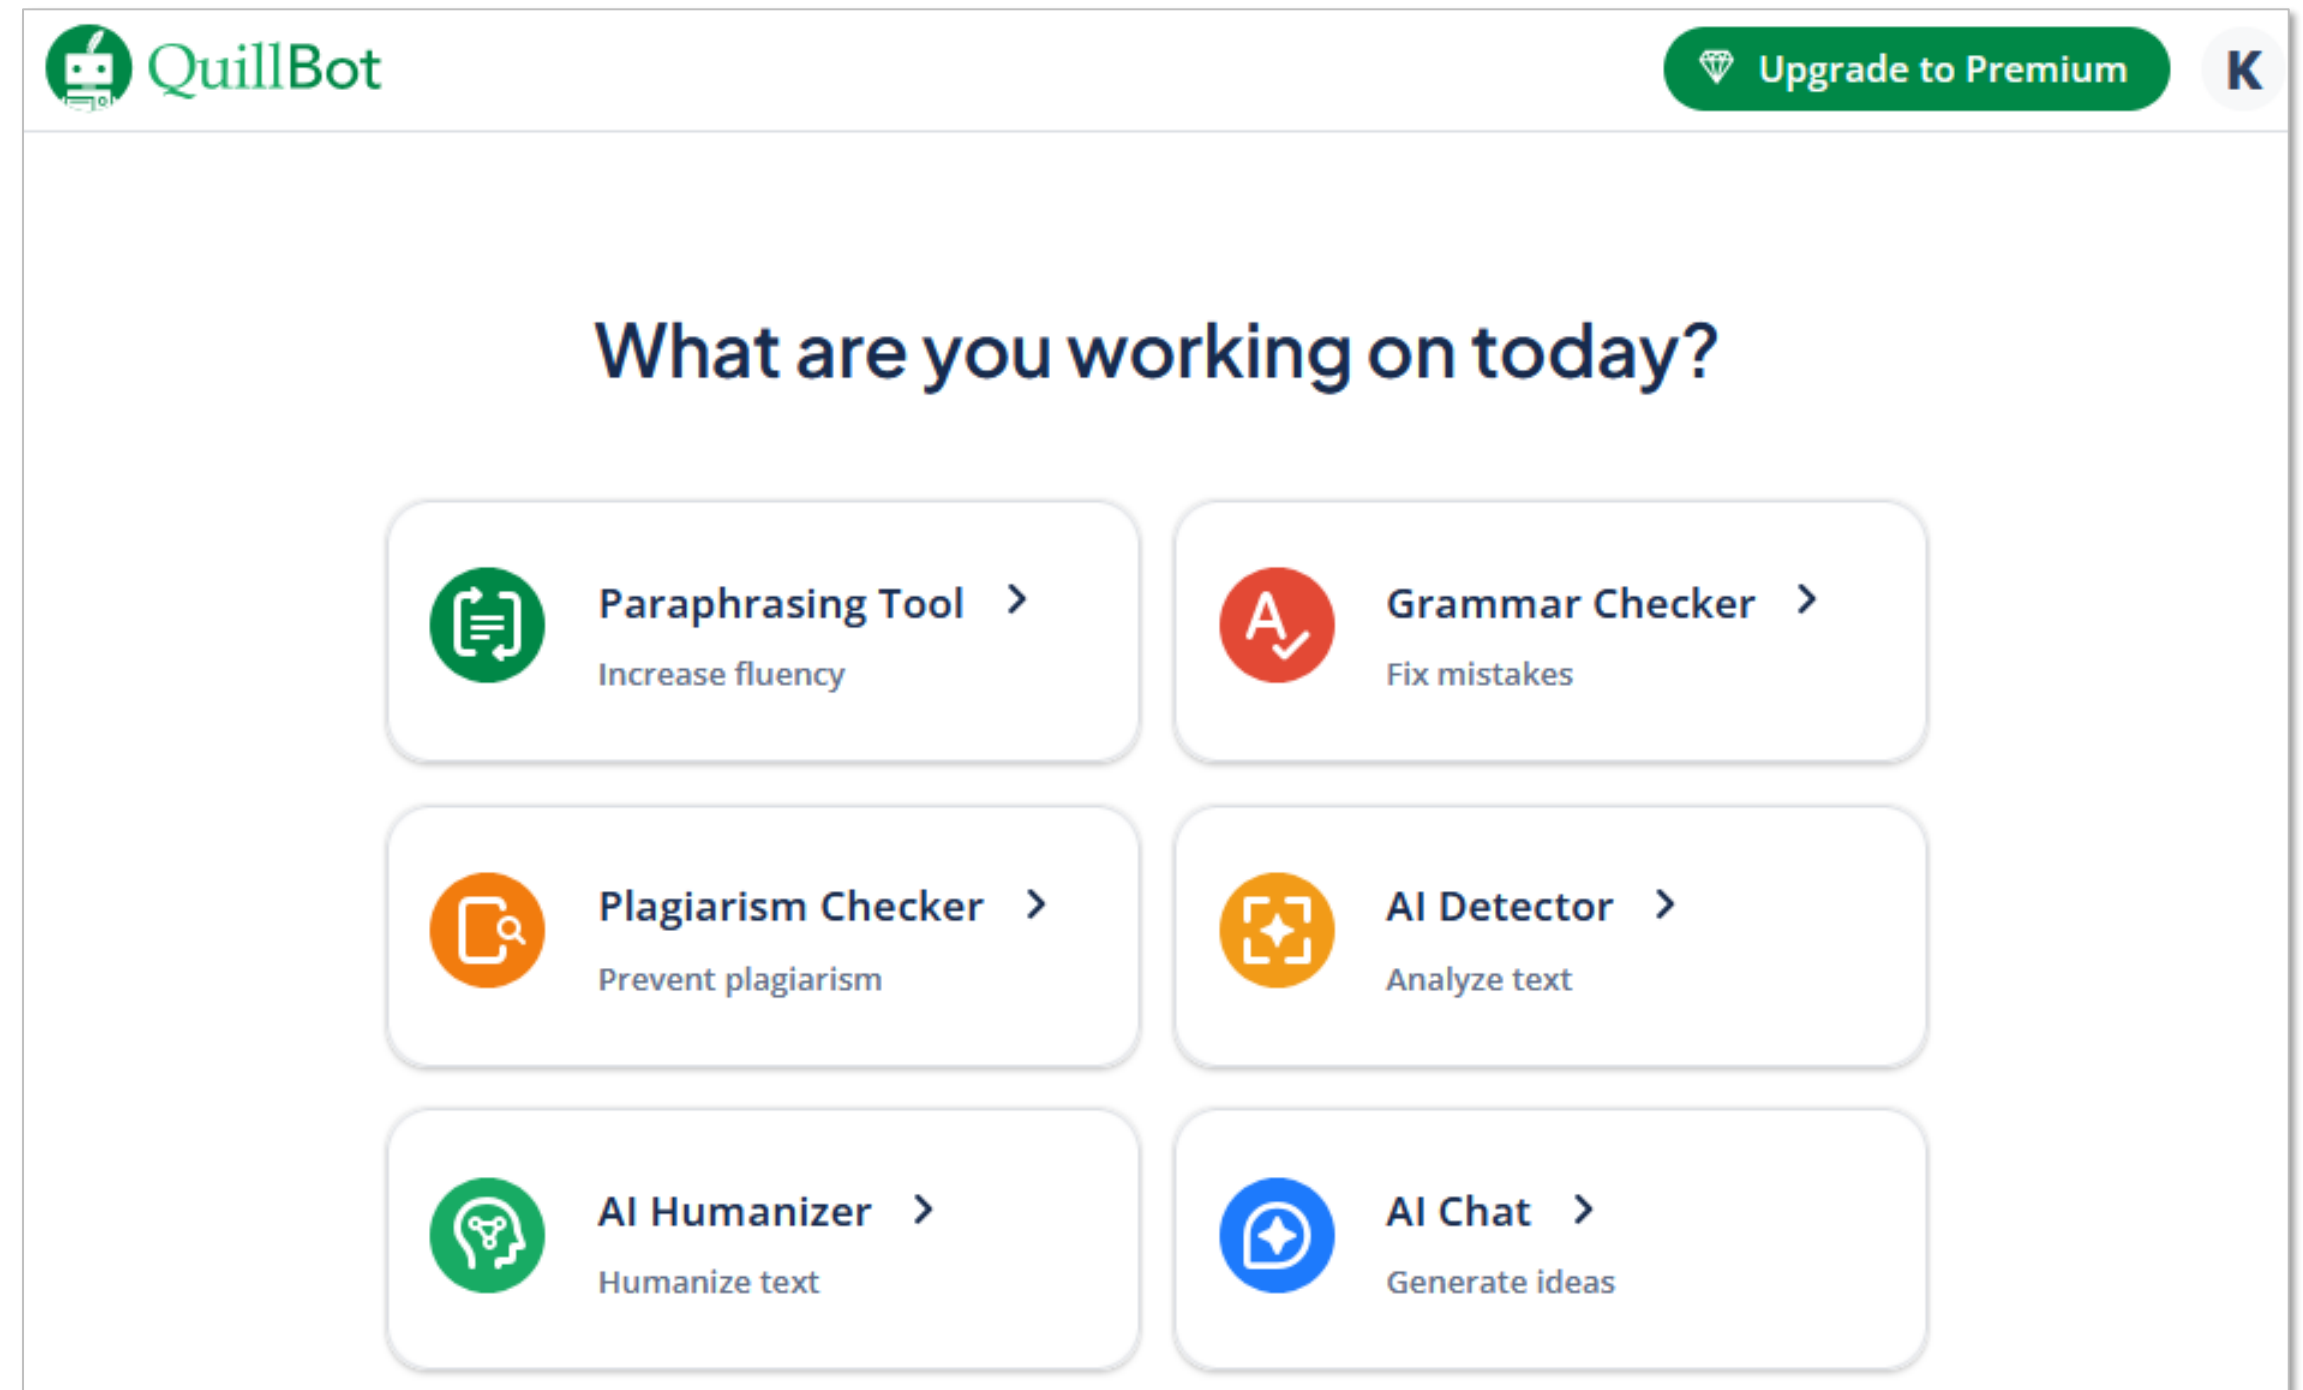 QuillBot
Upgrade to Premium
K
What are you working on today?
Paraphrasing Tool
Increase fluency
Grammar Checker
Fix mistakes
Plagiarism Checker
Prevent plagiarism
AI Detector
Analyze text
AI Humanizer
Humanize text
AI Chat
Generate ideas